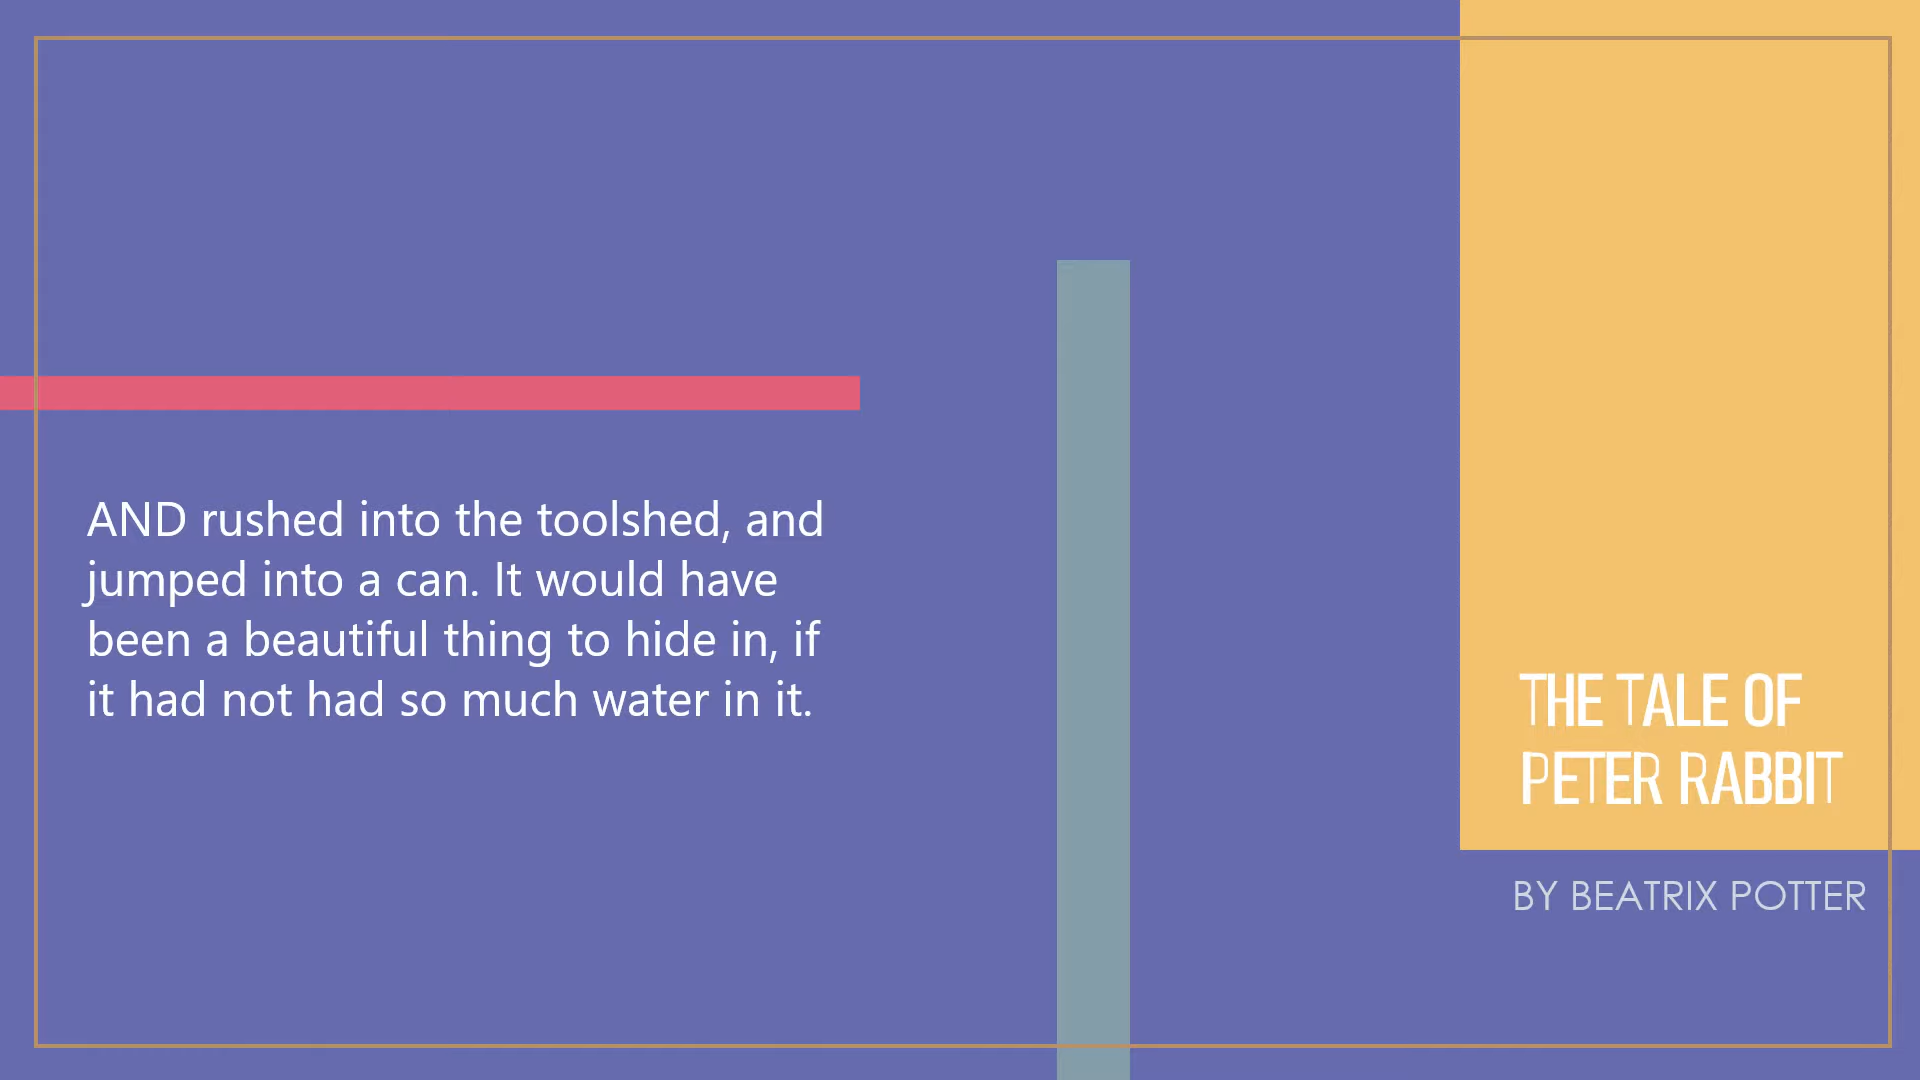 AND rushed into the toolshed, and
jumped into a can. It would have
been a beautiful thing to hide in, if
it had not had so much water in it.
THE TALE OF
PETER RABBIT
BY BEATRIX POTTER